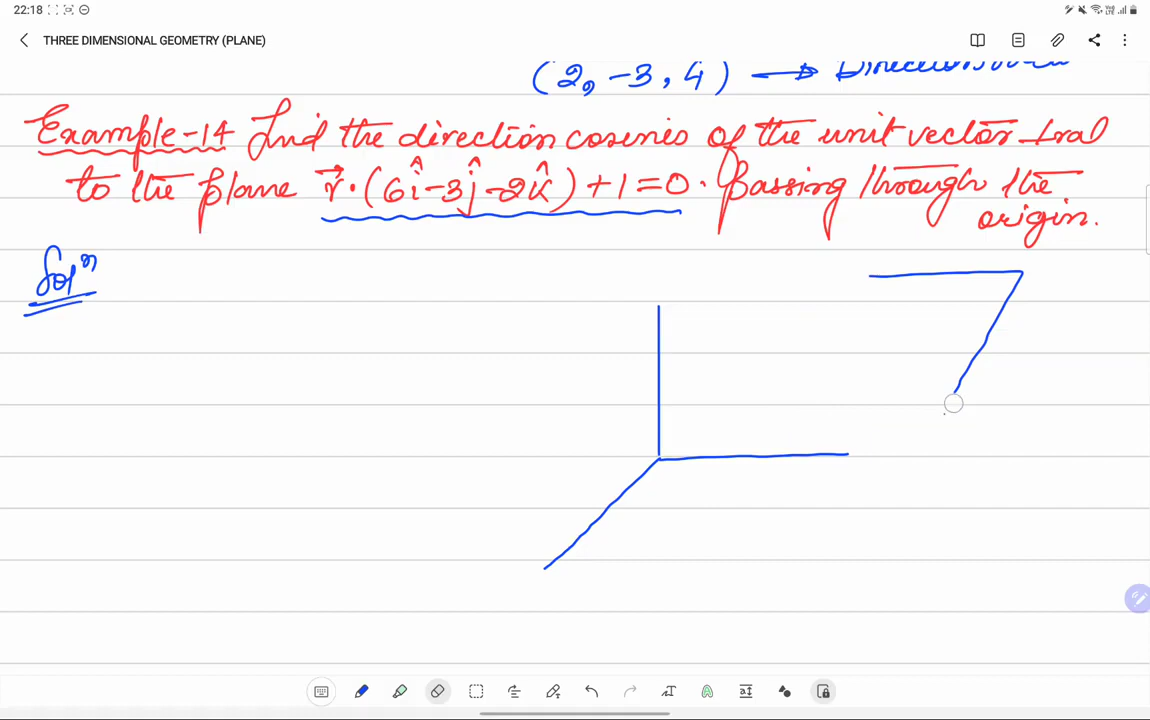 22:18
THREE DIMENSIONAL GEOMETRY (PLANE)
(2, -3, 4) →
Example-14 Find the direction cosines of the unit vector ⊥ral
to the plane r⃗·(6î-3ĵ-2k̂)+1=0. Passing through the
origin.
Solⁿ